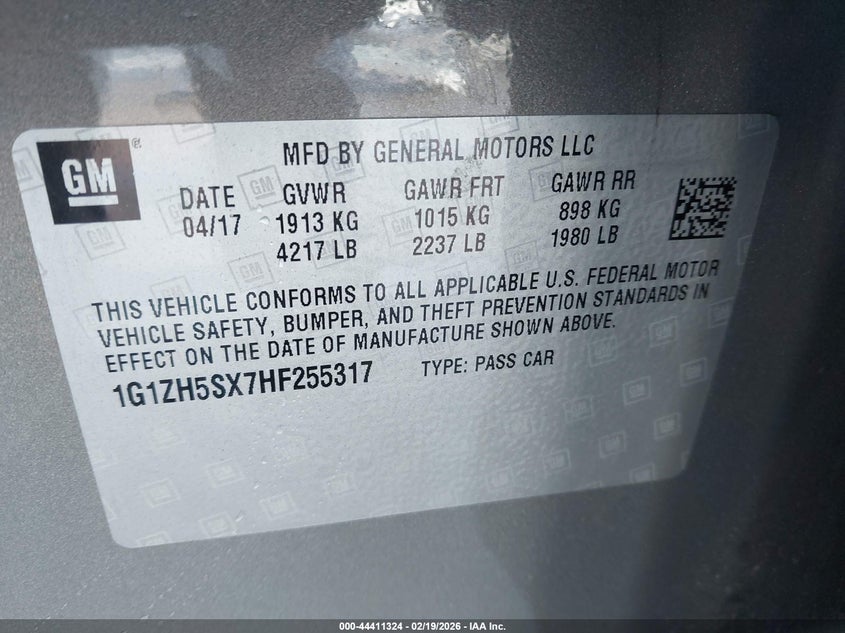 GM
MFD BY GENERAL MOTORS LLC
DATE GVWR GAWR FRT GAWR RR
04/17 1913 KG 1015 KG 898 KG
4217 LB 2237 LB 1980 LB
THIS VEHICLE CONFORMS TO ALL APPLICABLE U.S. FEDERAL MOTOR
VEHICLE SAFETY, BUMPER, AND THEFT PREVENTION STANDARDS IN
EFFECT ON THE DATE OF MANUFACTURE SHOWN ABOVE.
1G1ZH5SX7HF255317 TYPE: PASS CAR
000-44411324 | 02/19/2026 - IAA Inc.